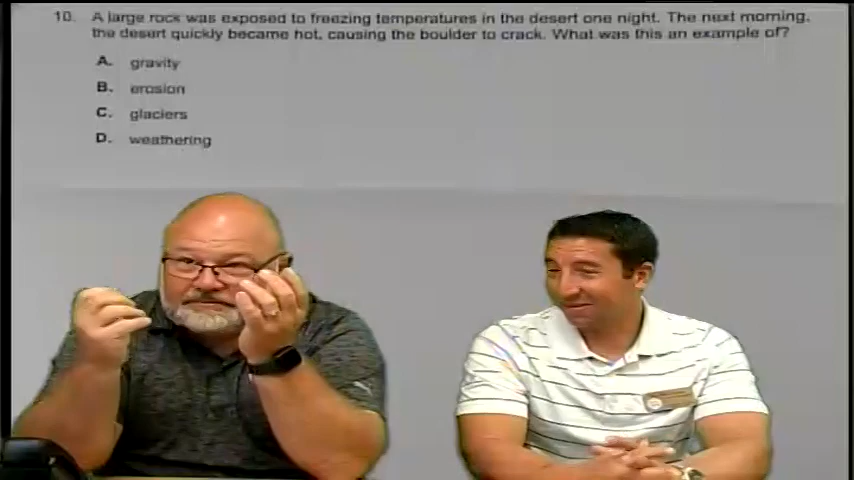 10. A large rock was exposed to freezing temperatures in the desert one night. The next morning,
the desert quickly became hot, causing the boulder to crack. What was this an example of?
A. gravity
B. erosion
C. glaciers
D. weathering